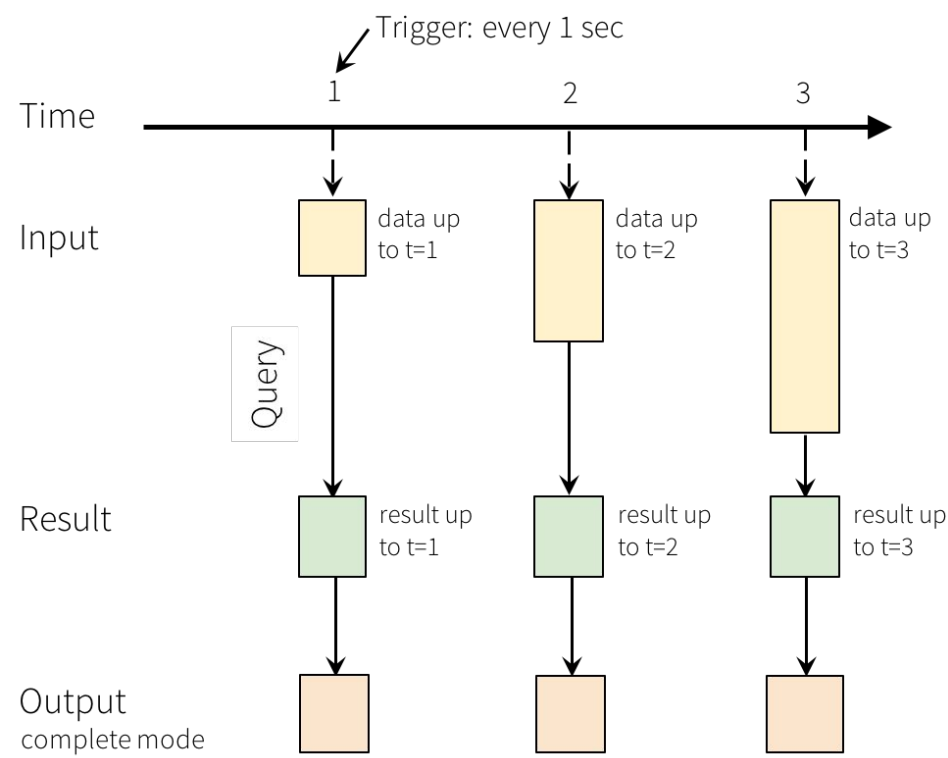 Trigger: every 1 sec
1
2
3
Time
Input
data up
to t=1
data up
to t=2
data up
to t=3
Query
Result
result up
to t=1
result up
to t=2
result up
to t=3
Output
complete mode